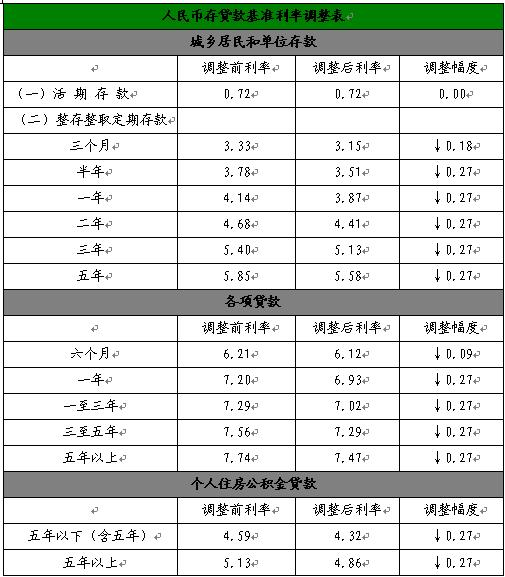 人民币存贷款基准利率调整表
城乡居民和单位存款
调整前利率 调整后利率 调整幅度
(一)活 期 存 款 0.72 0.72 0.00
(二)整存整取定期存款
三个月 3.33 3.15 ↓0.18
半年 3.78 3.51 ↓0.27
一年 4.14 3.87 ↓0.27
二年 4.68 4.41 ↓0.27
三年 5.40 5.13 ↓0.27
五年 5.85 5.58 ↓0.27
各项贷款
调整前利率 调整后利率 调整幅度
六个月 6.21 6.12 ↓0.09
一年 7.20 6.93 ↓0.27
一至三年 7.29 7.02 ↓0.27
三至五年 7.56 7.29 ↓0.27
五年以上 7.74 7.47 ↓0.27
个人住房公积金贷款
调整前利率 调整后利率 调整幅度
五年以下(含五年) 4.59 4.32 ↓0.27
五年以上 5.13 4.86 ↓0.27